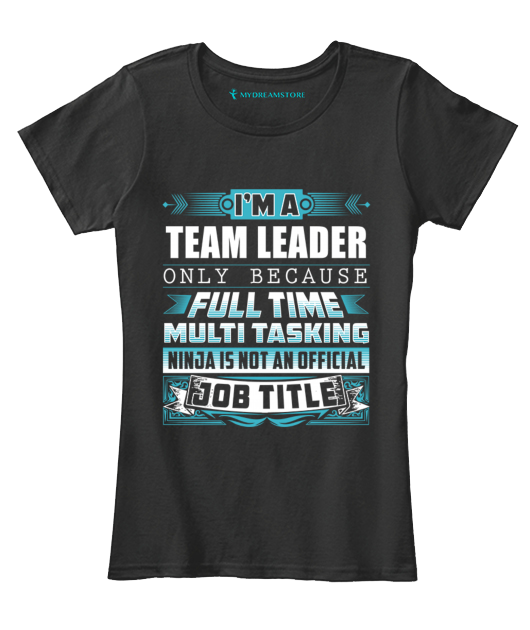 MYDREAMSTORE
I'M A
TEAM LEADER
ONLY BECAUSE
FULL TIME
MULTI TASKING
NINJA IS NOT AN OFFICIAL
JOB TITLE